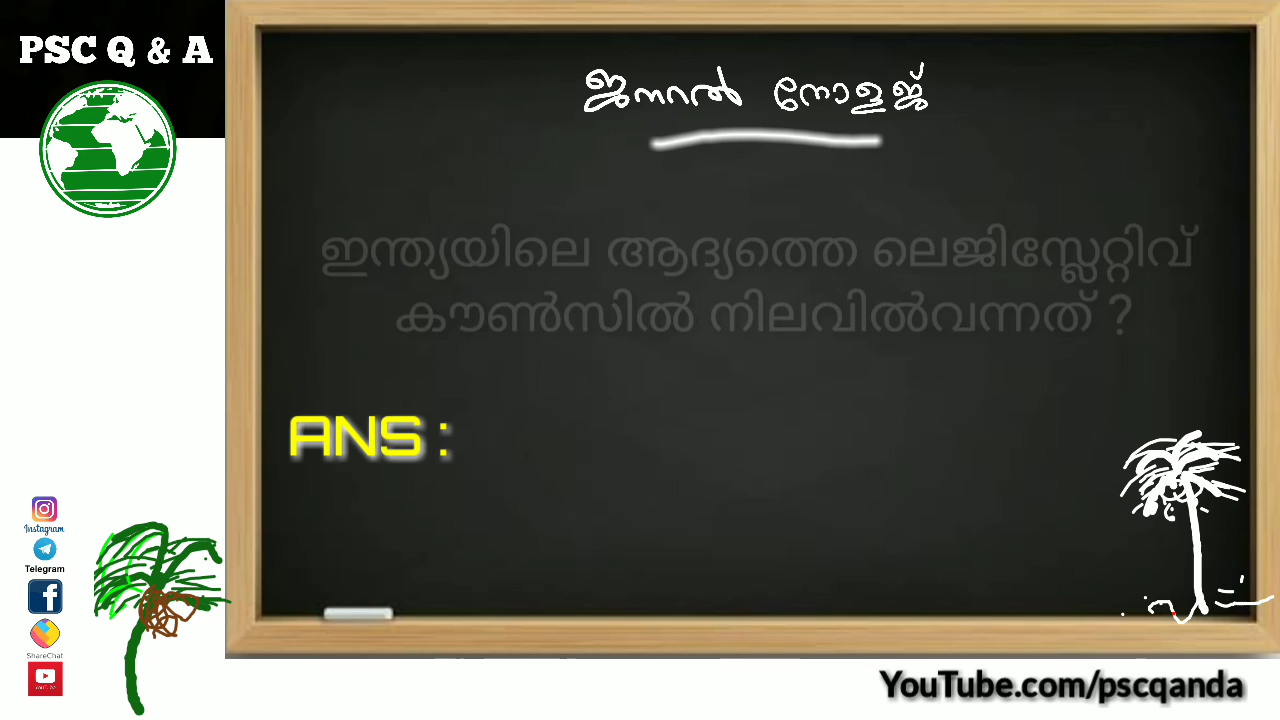 PSC Q & A
ജനറൽ നോളജ്
ഇന്ത്യയിലെ ആദ്യത്തെ ലെജിസ്ലേറ്റിവ്
കൗൺസിൽ നിലവിൽവന്നത് ?
ANS :
Instagram
Telegram
ShareChat
YouTube.com/pscqanda